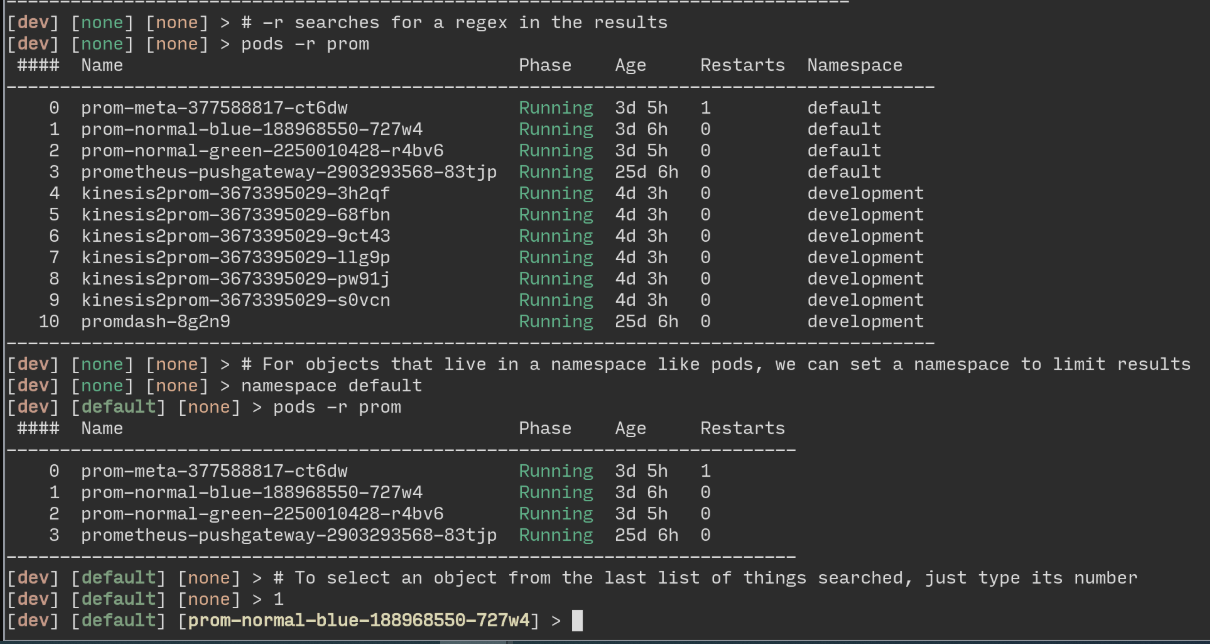 [dev] [none] [none] > # -r searches for a regex in the results
[dev] [none] [none] > pods -r prom
#### Name Phase Age Restarts Namespace
0 prom-meta-377588817-ct6dw Running 3d 5h 1 default
1 prom-normal-blue-188968550-727w4 Running 3d 6h 0 default
2 prom-normal-green-2250010428-r4bv6 Running 3d 5h 0 default
3 prometheus-pushgateway-2903293568-83tjp Running 25d 6h 0 default
4 kinesis2prom-3673395029-3h2qf Running 4d 3h 0 development
5 kinesis2prom-3673395029-68fbn Running 4d 3h 0 development
6 kinesis2prom-3673395029-9ct43 Running 4d 3h 0 development
7 kinesis2prom-3673395029-llg9p Running 4d 3h 0 development
8 kinesis2prom-3673395029-pw91j Running 4d 3h 0 development
9 kinesis2prom-3673395029-s0vcn Running 4d 3h 0 development
10 promdash-8g2n9 Running 25d 6h 0 development
[dev] [none] [none] > # For objects that live in a namespace like pods, we can set a namespace to limit results
[dev] [none] [none] > namespace default
[dev] [default] [none] > pods -r prom
#### Name Phase Age Restarts
0 prom-meta-377588817-ct6dw Running 3d 5h 1
1 prom-normal-blue-188968550-727w4 Running 3d 6h 0
2 prom-normal-green-2250010428-r4bv6 Running 3d 5h 0
3 prometheus-pushgateway-2903293568-83tjp Running 25d 6h 0
[dev] [default] [none] > # To select an object from the last list of things searched, just type its number
[dev] [default] [none] > 1
[dev] [default] [prom-normal-blue-188968550-727w4] >